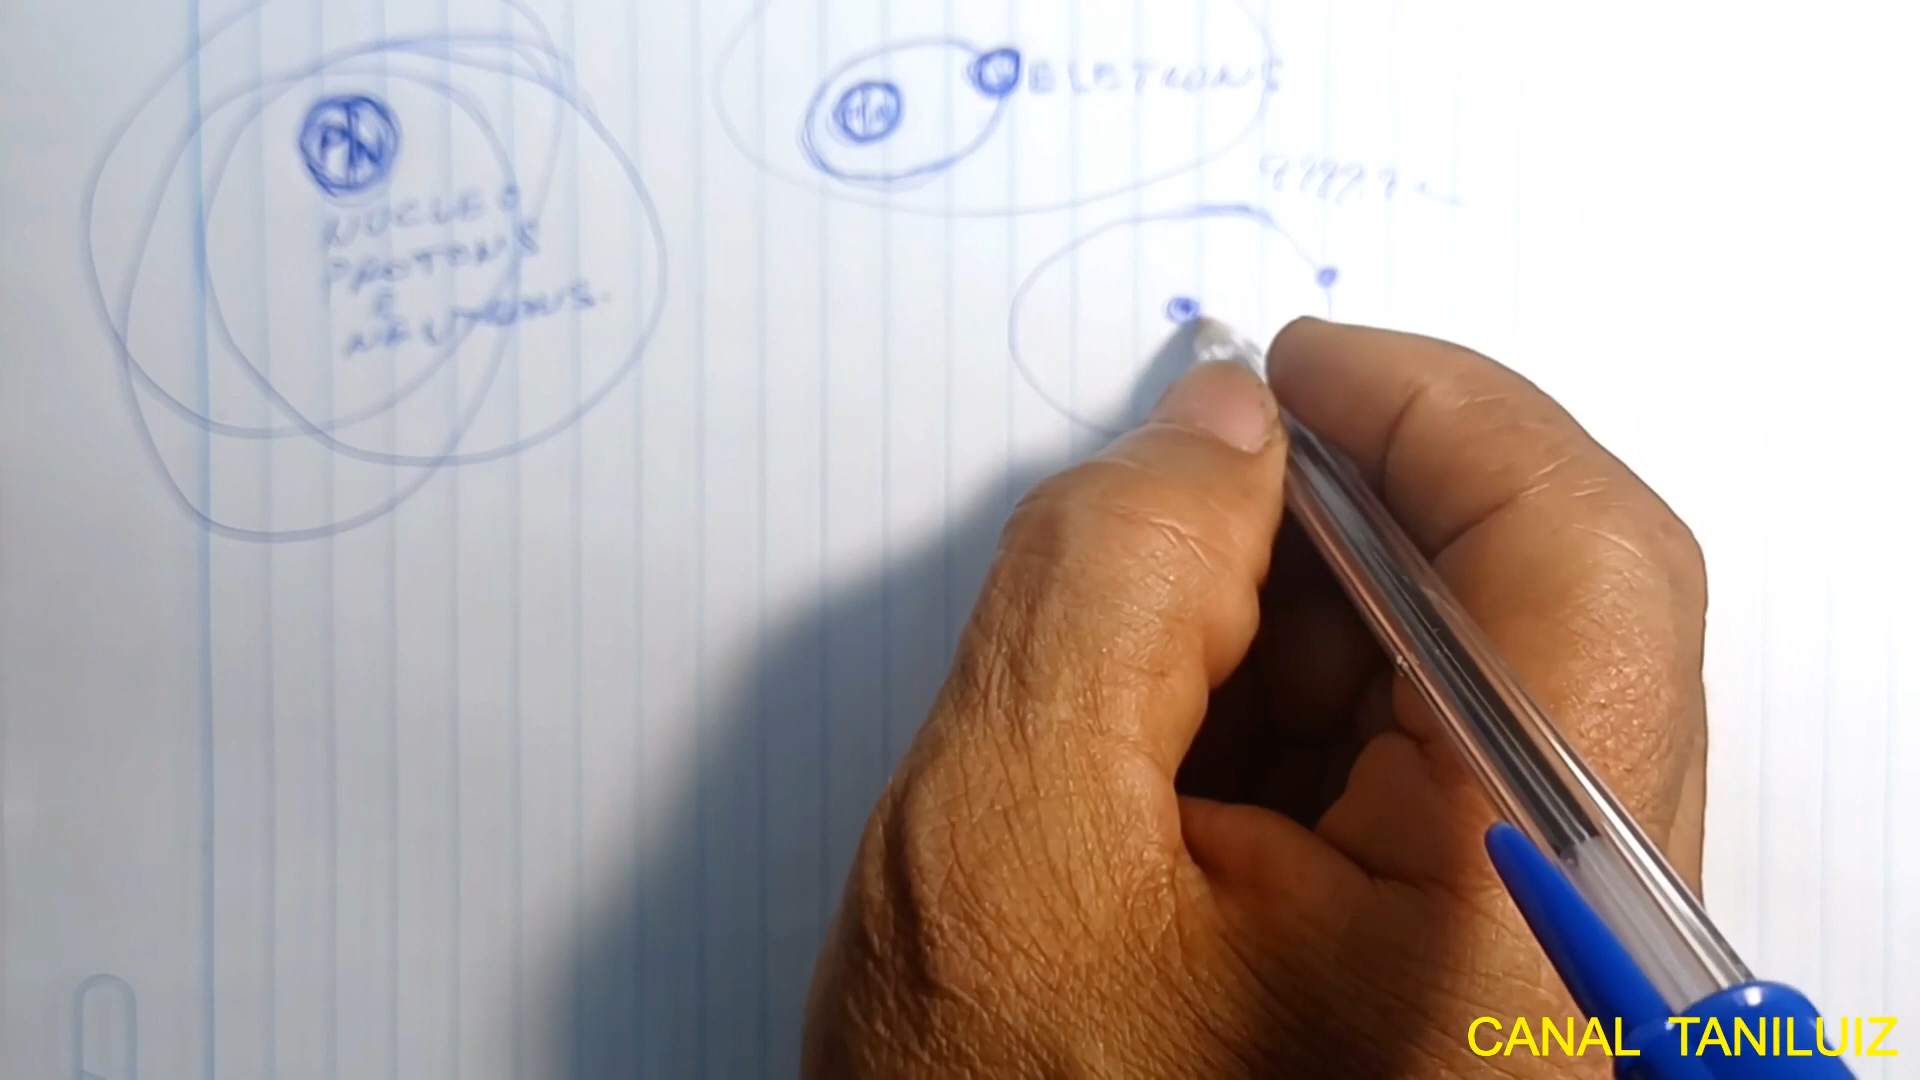 PN
NUCLEO
PROTONS
E
NEUTRONS.
ELETRONS
CANAL TANILUIZ